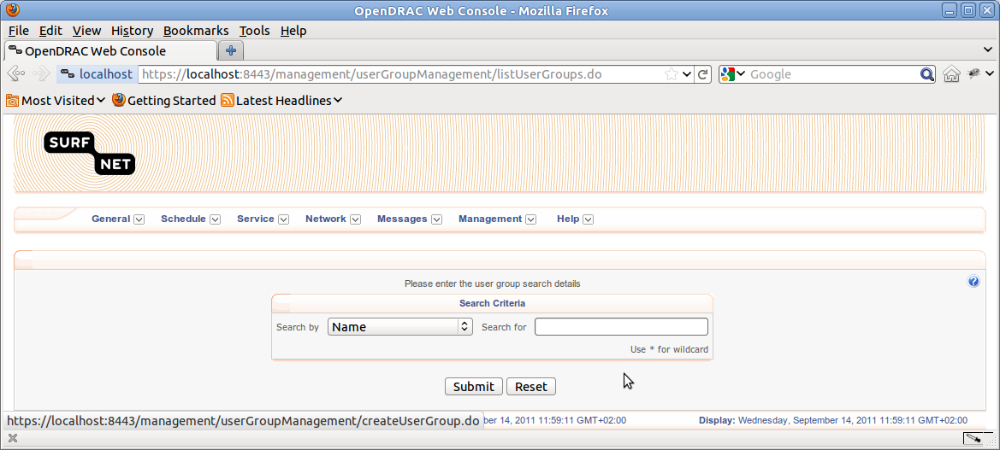 OpenDRAC Web Console - Mozilla Firefox
File Edit View History Bookmarks Tools Help
OpenDRAC Web Console
localhost https://localhost:8443/management/userGroupManagement/listUserGroups.do Google
Most Visited Getting Started Latest Headlines
SURF
NET
General Schedule Service Network Messages Management Help
Please enter the user group search details
Search Criteria
Search by Name Search for
Use * for wildcard
Submit Reset
https://localhost:8443/management/userGroupManagement/createUserGroup.do ber 14, 2011 11:59:11 GMT+02:00 Display: Wednesday, September 14, 2011 11:59:11 GMT+02:00